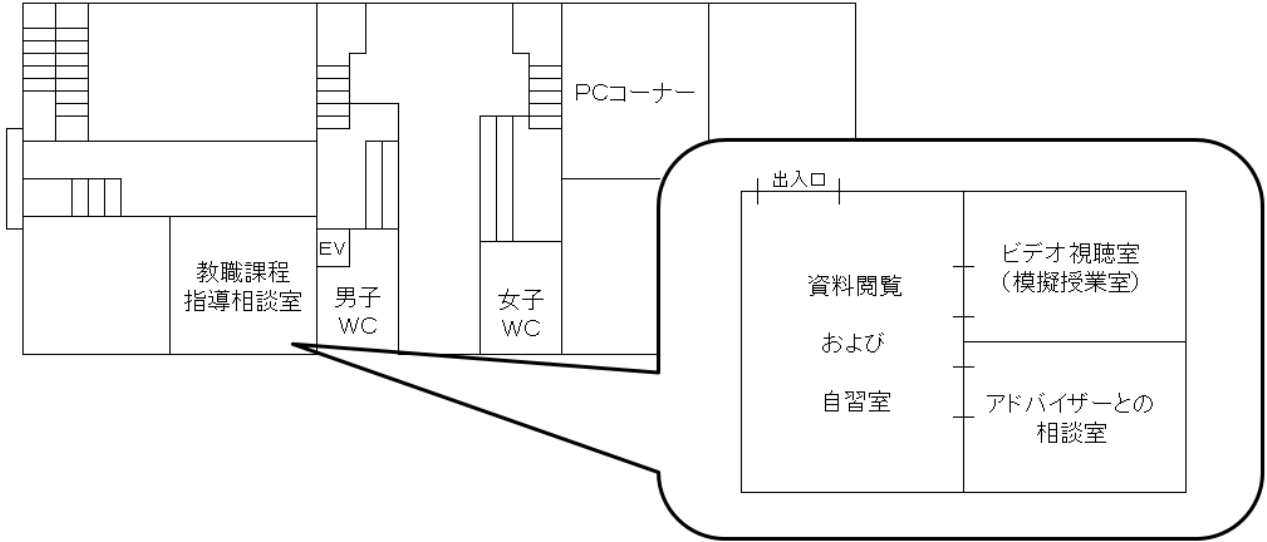 PCコーナー
教職課程
指導相談室
EV
男子
WC
女子
WC
出入口
資料閲覧
および
自習室
ビデオ視聴室
(模擬授業室)
アドバイザーとの
相談室